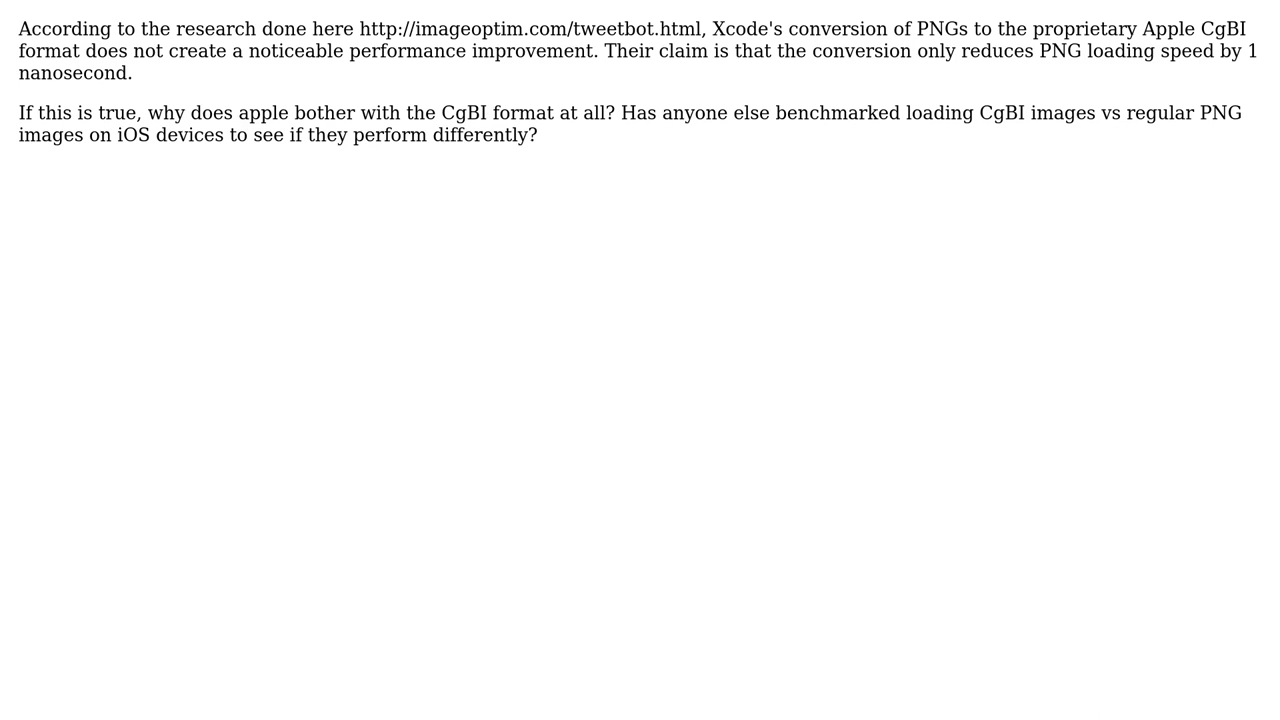 According to the research done here http://imageoptim.com/tweetbot.html, Xcode's conversion of PNGs to the proprietary Apple CgBI
format does not create a noticeable performance improvement. Their claim is that the conversion only reduces PNG loading speed by 1
nanosecond.
If this is true, why does apple bother with the CgBI format at all? Has anyone else benchmarked loading CgBI images vs regular PNG
images on iOS devices to see if they perform differently?